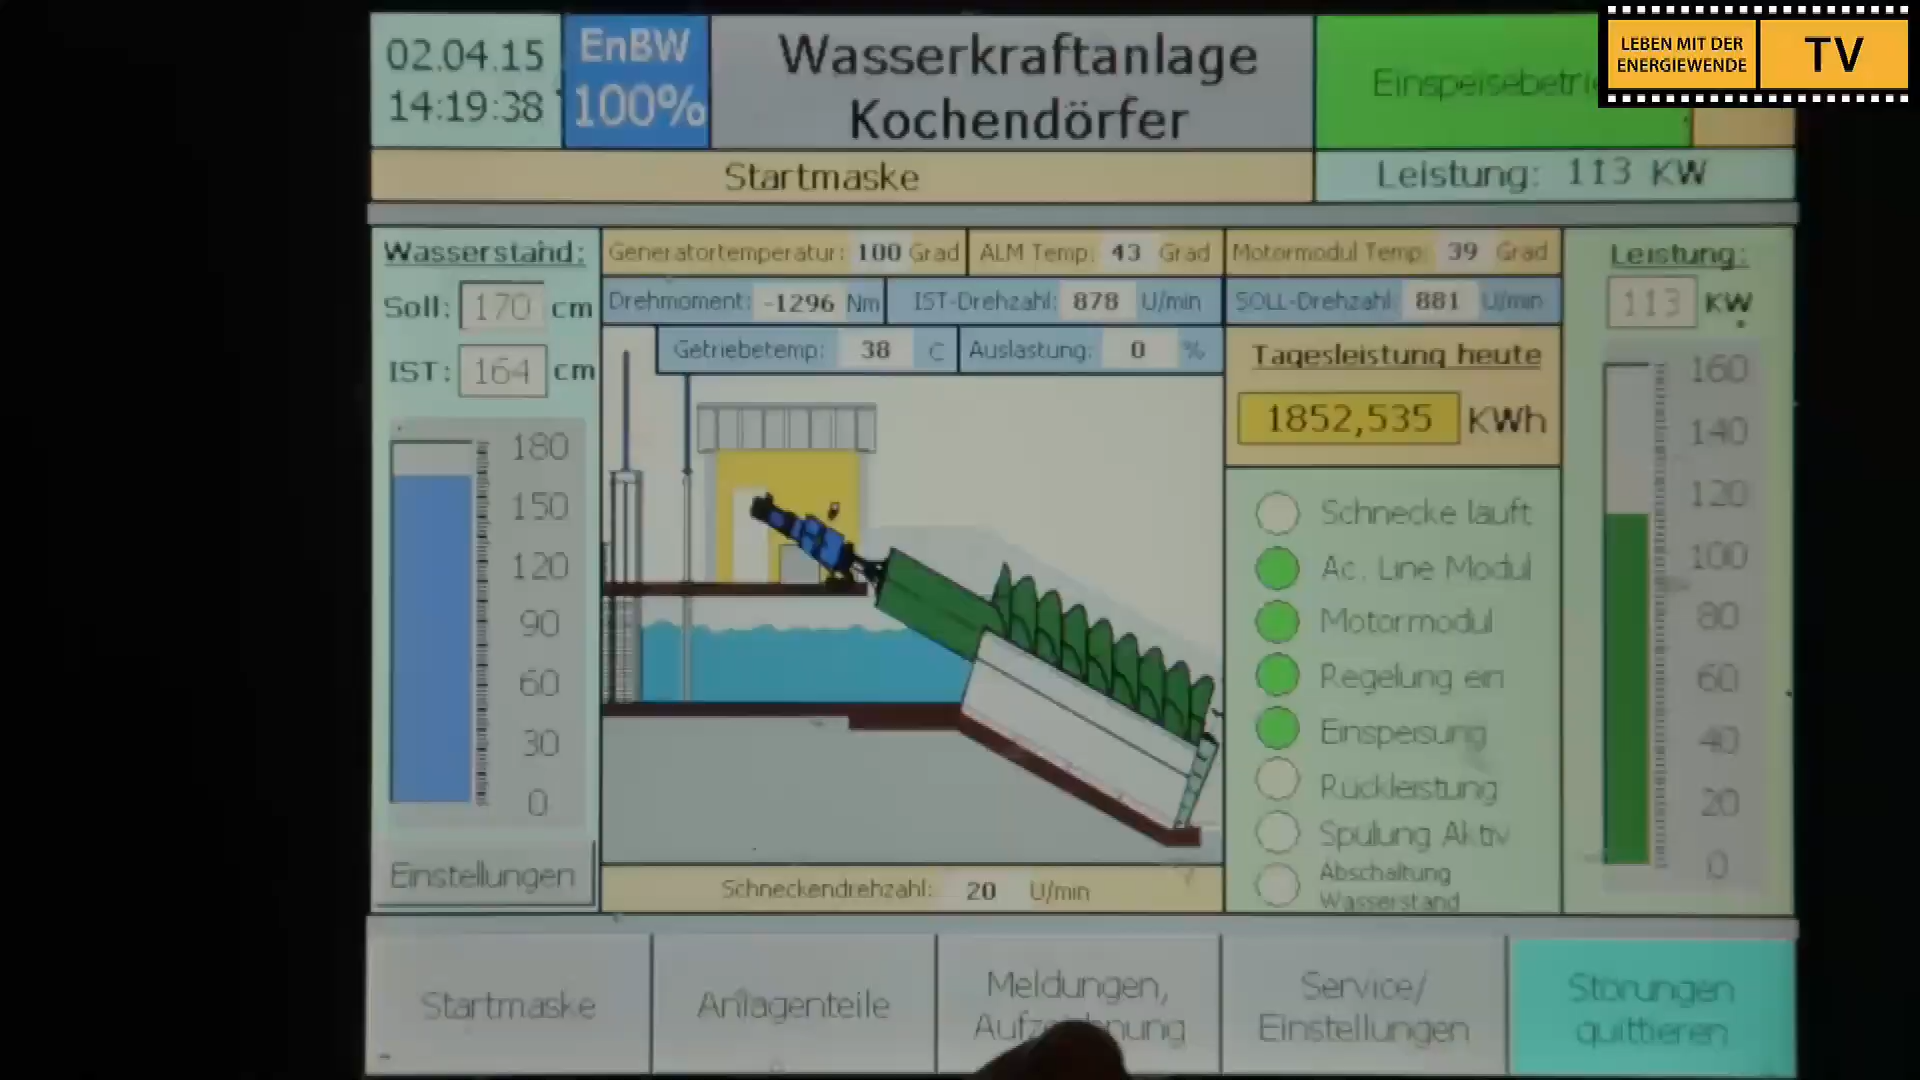 02.04.15
14:19:38
EnBW
100%
Wasserkraftanlage
Kochendörfer
LEBEN MIT DER
ENERGIEWENDE
TV
Startmaske
Leistung: 113 KW
Wasserstand:
Soll: 170 cm
IST: 164 cm
180
150
120
90
60
30
0
Einstellungen
Generatortemperatur: 100 Grad
ALM Temp: 43 Grad
Motormodul Temp: 39 Grad
Drehmoment: -1296 Nm
IST-Drehzahl: 878 U/min
SOLL-Drehzahl: 881 U/min
Getriebetemp: 38 C
Auslastung: 0 %
Tagesleistung heute
1852,535 KWh
Schnecke läuft
Ac. Line Modul
Motormodul
Regelung ein
Einspeisung
Rückleistung
Spülung Aktiv
Abschaltung
Wasserstand
Schneckendrehzahl: 20 U/min
Leistung:
113 KW
160
140
120
100
80
60
40
20
0
Startmaske
Anlagenteile
Meldungen,
Service/
Einstellungen
Störungen
quittieren